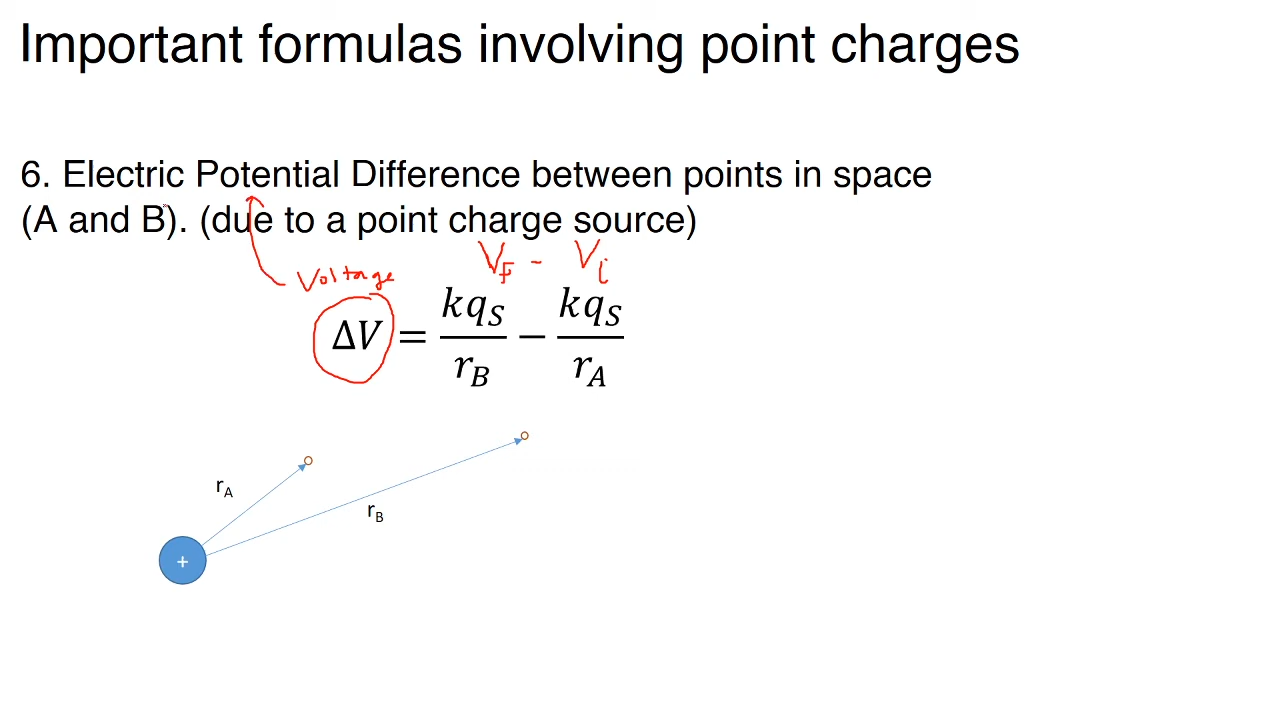 Important formulas involving point charges
6. Electric Potential Difference between points in space
(A and B). (due to a point charge source)
Voltage
V_F - V_i
ΔV = kq_S/r_B − kq_S/r_A
r_A
r_B
+